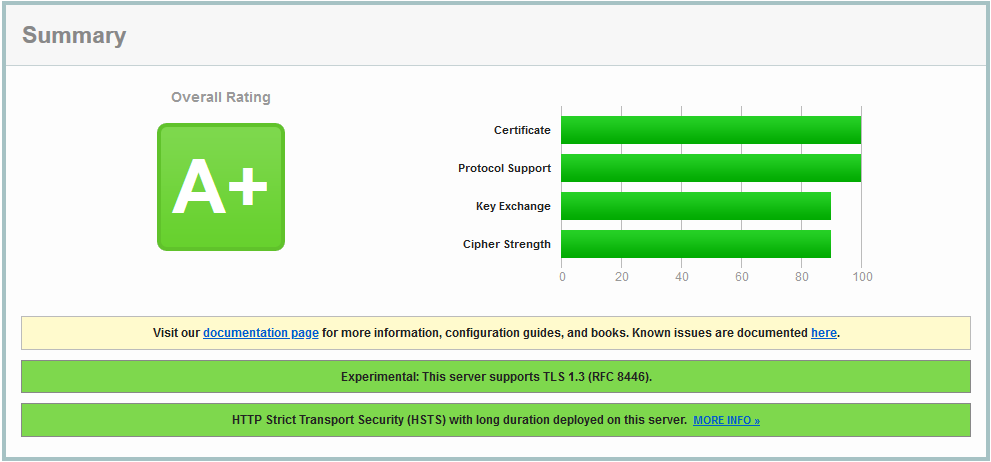 Summary
Overall Rating
A+
Certificate
Protocol Support
Key Exchange
Cipher Strength
0 20 40 60 80 100
Visit our documentation page for more information, configuration guides, and books. Known issues are documented here.
Experimental: This server supports TLS 1.3 (RFC 8446).
HTTP Strict Transport Security (HSTS) with long duration deployed on this server. MORE INFO »